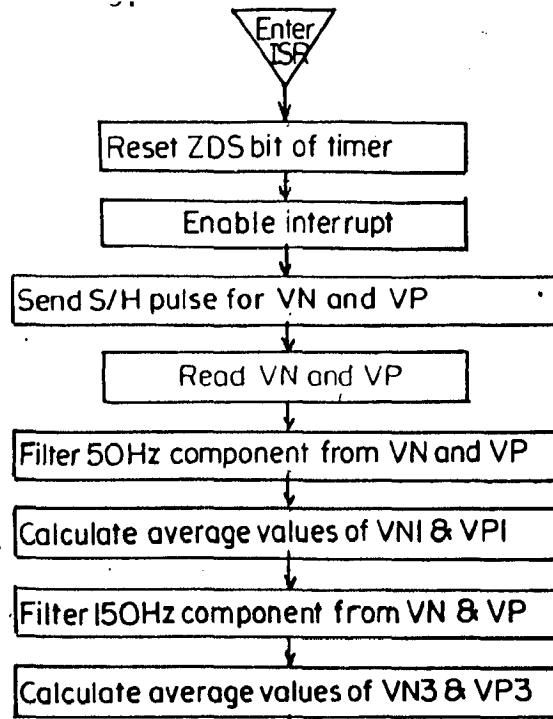 Enter
ISR
Reset ZDS bit of timer
Enable interrupt
Send S/H pulse for VN and VP
Read VN and VP
Filter 50Hz component from VN and VP
Calculate average values of VN1 & VP1
Filter 150Hz component from VN & VP
Calculate average values of VN3 & VP3